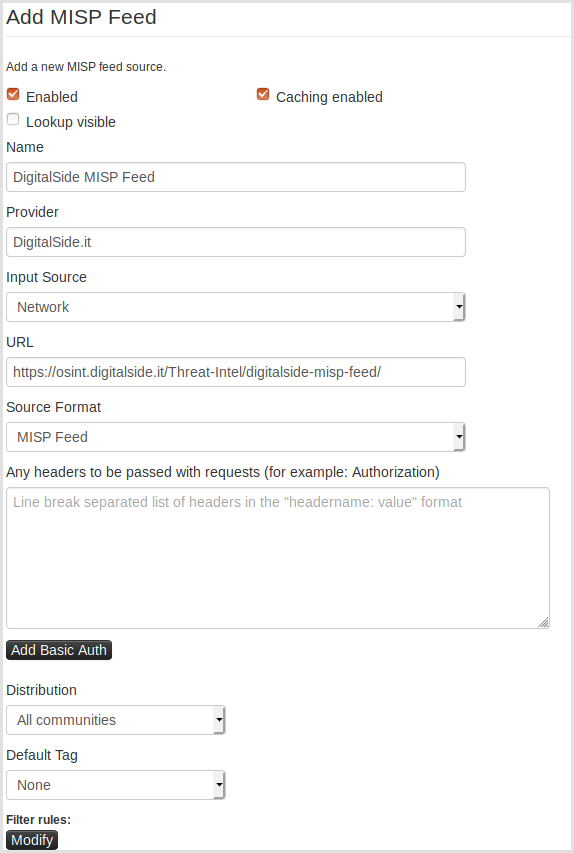 Add MISP Feed
Add a new MISP feed source.
Enabled
Caching enabled
Lookup visible
Name
DigitalSide MISP Feed
Provider
DigitalSide.it
Input Source
Network
URL
https://osint.digitalside.it/Threat-Intel/digitalside-misp-feed/
Source Format
MISP Feed
Any headers to be passed with requests (for example: Authorization)
Line break separated list of headers in the "headername: value" format
Add Basic Auth
Distribution
All communities
Default Tag
None
Filter rules:
Modify